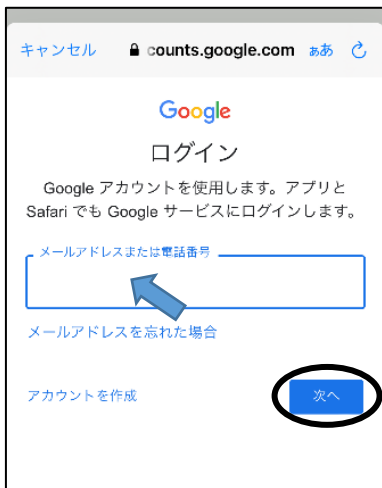 キャンセル counts.google.com ぁあ
Google
ログイン
Google アカウントを使用します。アプリと
Safari でも Google サービスにログインします。
メールアドレスまたは電話番号
メールアドレスを忘れた場合
アカウントを作成 次へ